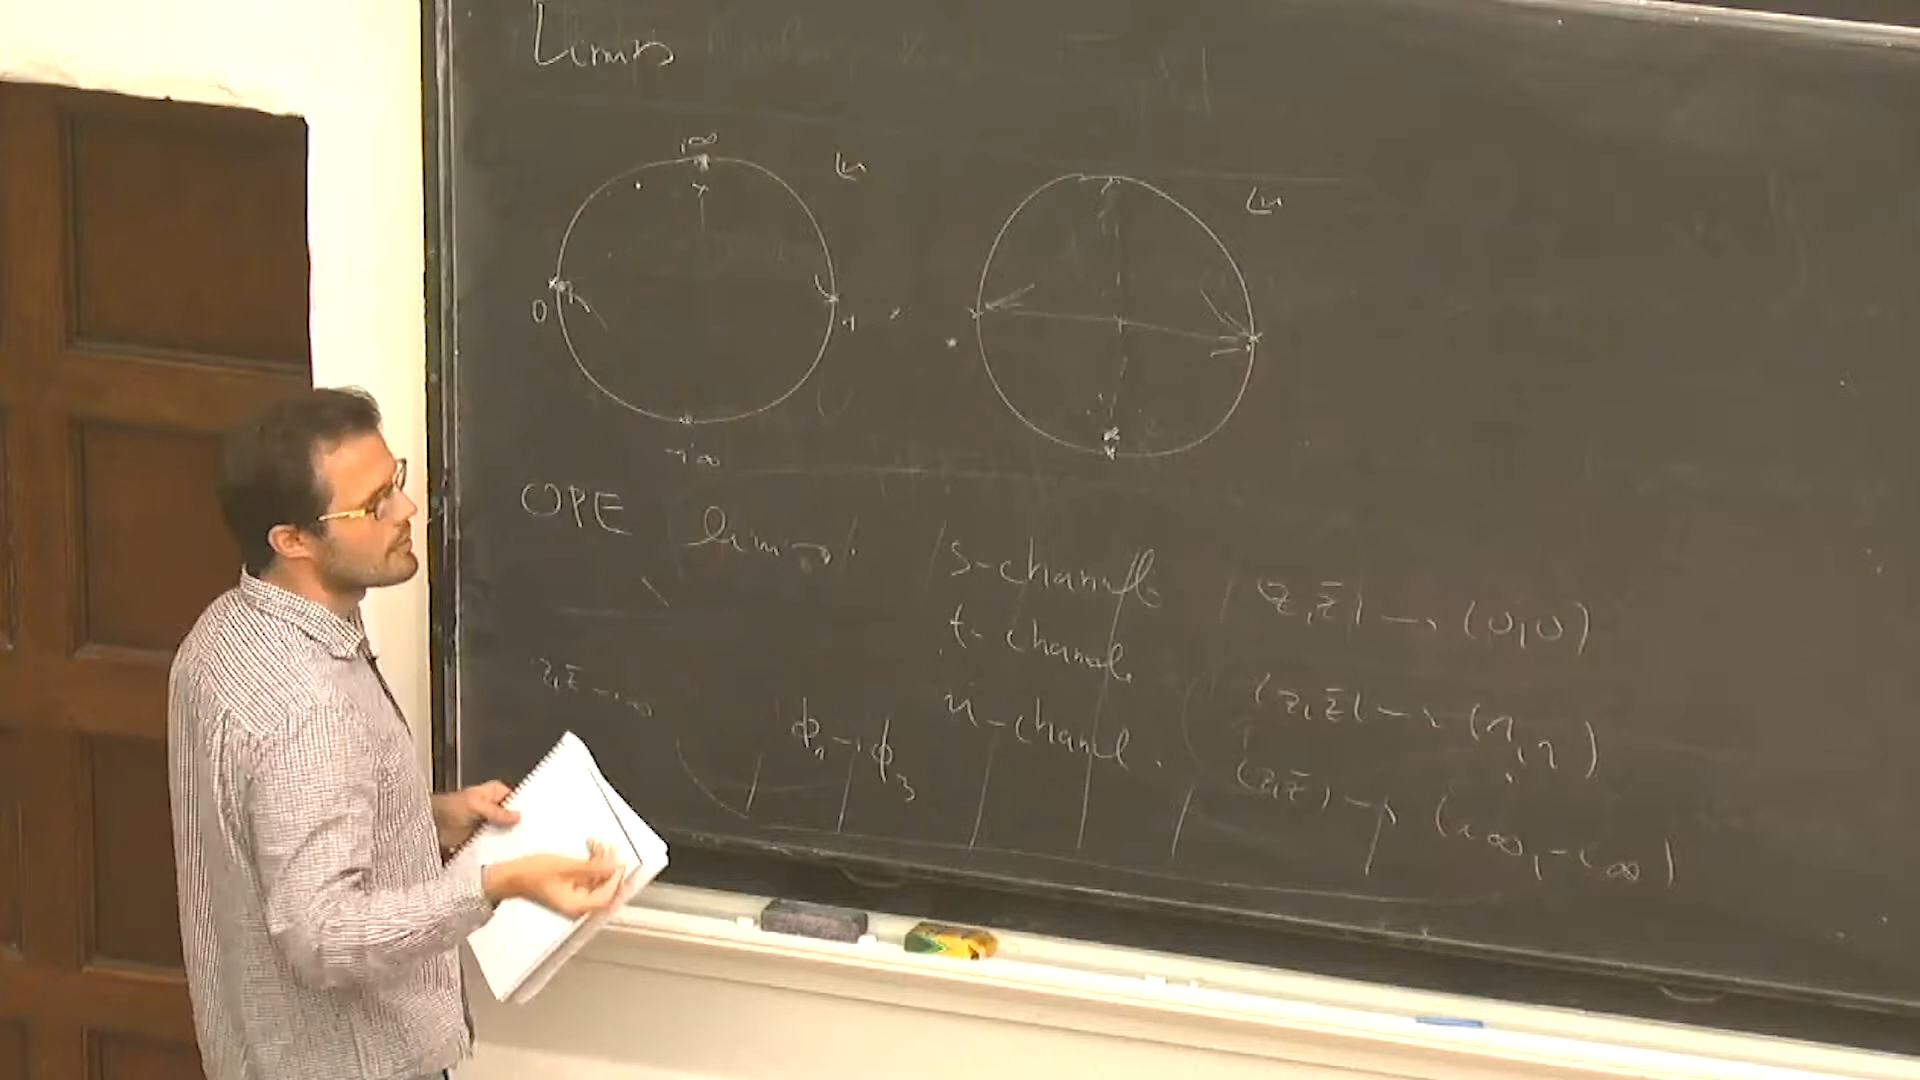 Limits
i∞
0
1
-i∞
OPE limits:
s-channel (z,z̄) → (0,0)
t-channel (z,z̄) → (1,1)
u-channel. (z,z̄) → (i∞,-i∞)
z,z̄ → ∞
ϕ₁ → ϕ₃